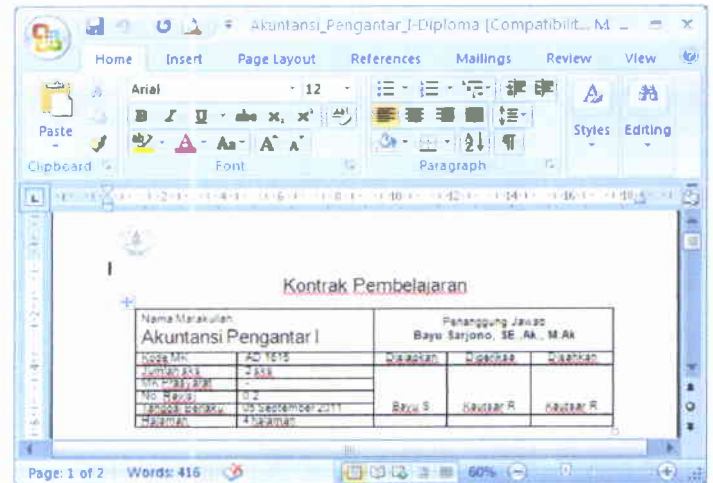 Akuntansi_Pengantar_I-Diploma [Compatibilit... M
Home Insert Page Layout References Mailings Review View
Arial 12
B I U abc x, x²
Aa A A
Paste Styles Editing
Clipboard Font Paragraph
Kontrak Pembelajaran
Nama Matakuliah
Akuntansi Pengantar I
Penanggung Jawab
Bayu Sarjono, SE.,Ak., M.Ak
Kode MK AD 1615 Disiapkan Diperiksa Disahkan
Jumlah sks 2 sks
MK Prasyarat -
No. Revisi 0.2
Tanggal Berlaku 05 September 2011 Bayu S Kautsar R Kautsar R
Halaman 4 halaman
Page: 1 of 2 Words: 416 60%